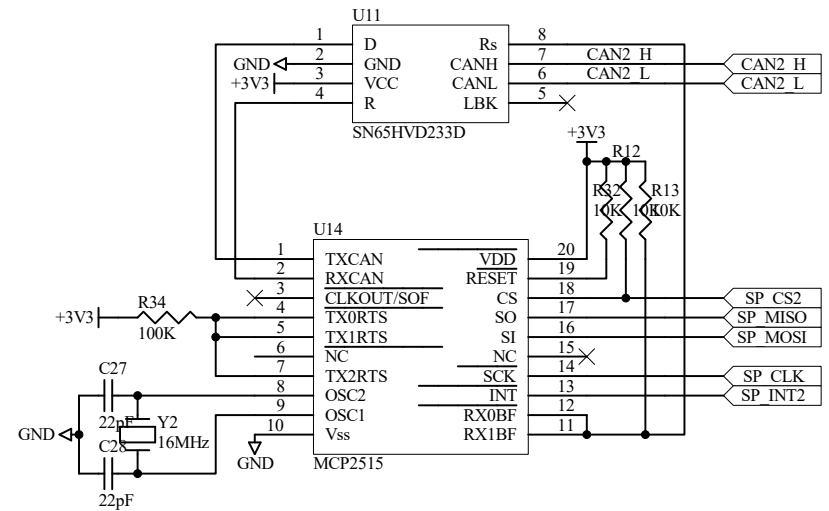 U11
1 D Rs 8
GND 2 GND CANH 7 CAN2_H CAN2_H
+3V3 3 VCC CANL 6 CAN2_L CAN2_L
4 R LBK 5
SN65HVD233D
+3V3
R12
R32 R13
10K 10K 10K
U14
1 TXCAN VDD 20
2 RXCAN RESET 19
3 CLKOUT/SOF CS 18 SP_CS2
+3V3 R34 100K 4 TX0RTS SO 17 SP_MISO
5 TX1RTS SI 16 SP_MOSI
6 NC NC 15
7 TX2RTS SCK 14 SP_CLK
C27 8 OSC2 INT 13 SP_INT2
22pF 9 OSC1 RX0BF 12
GND Y2 16MHz 10 Vss RX1BF 11
C28 GND MCP2515
22pF